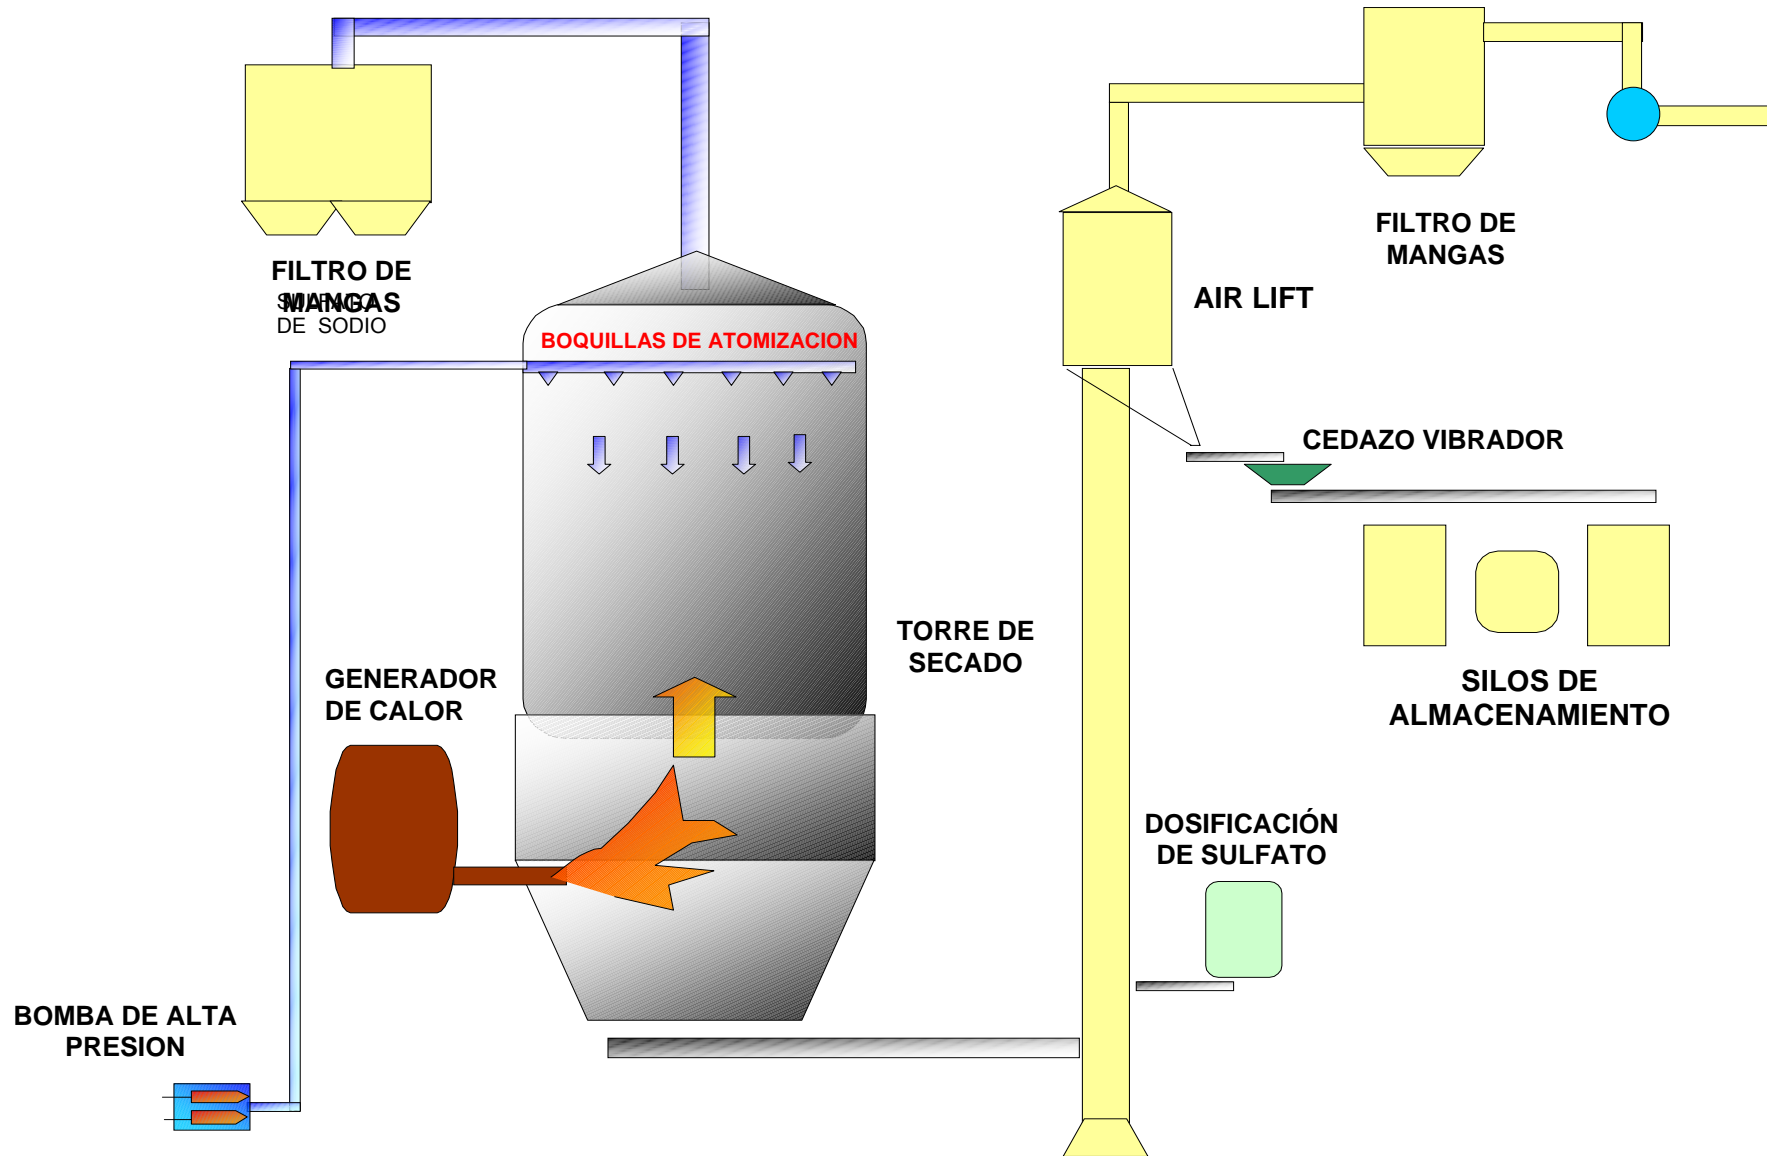 FILTRO DE
MANGAS
SULFATO
DE SODIO
BOQUILLAS DE ATOMIZACION
FILTRO DE
MANGAS
AIR LIFT
CEDAZO VIBRADOR
TORRE DE
SECADO
GENERADOR
DE CALOR
SILOS DE
ALMACENAMIENTO
DOSIFICACIÓN
DE SULFATO
BOMBA DE ALTA
PRESION